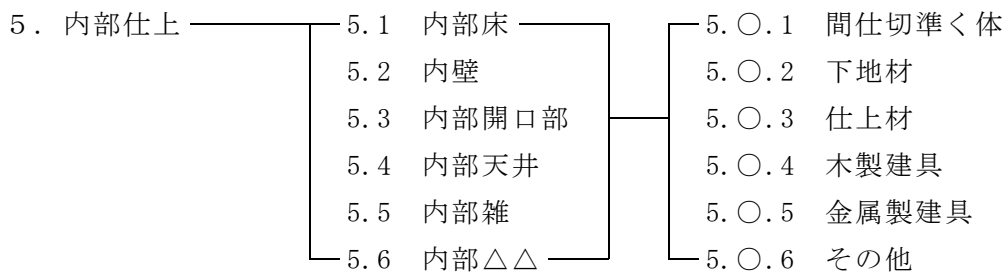 5. 内部仕上 5.1 内部床 5.○.1 間仕切準く体
5.2 内壁 5.○.2 下地材
5.3 内部開口部 5.○.3 仕上材
5.4 内部天井 5.○.4 木製建具
5.5 内部雑 5.○.5 金属製建具
5.6 内部△△ 5.○.6 その他